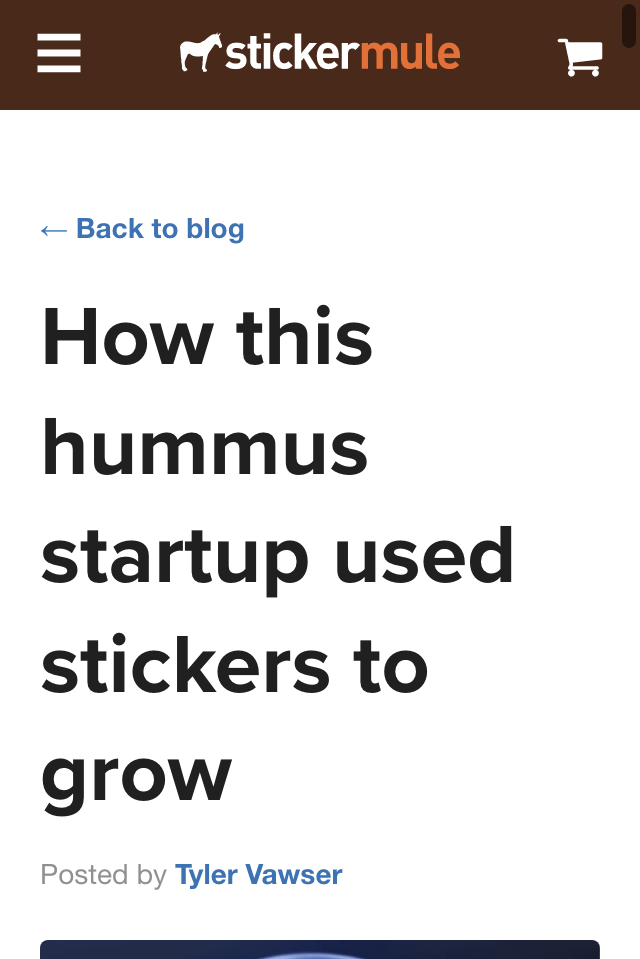 stickermule
← Back to blog
How this
hummus
startup used
stickers to
grow
Posted by Tyler Vawser